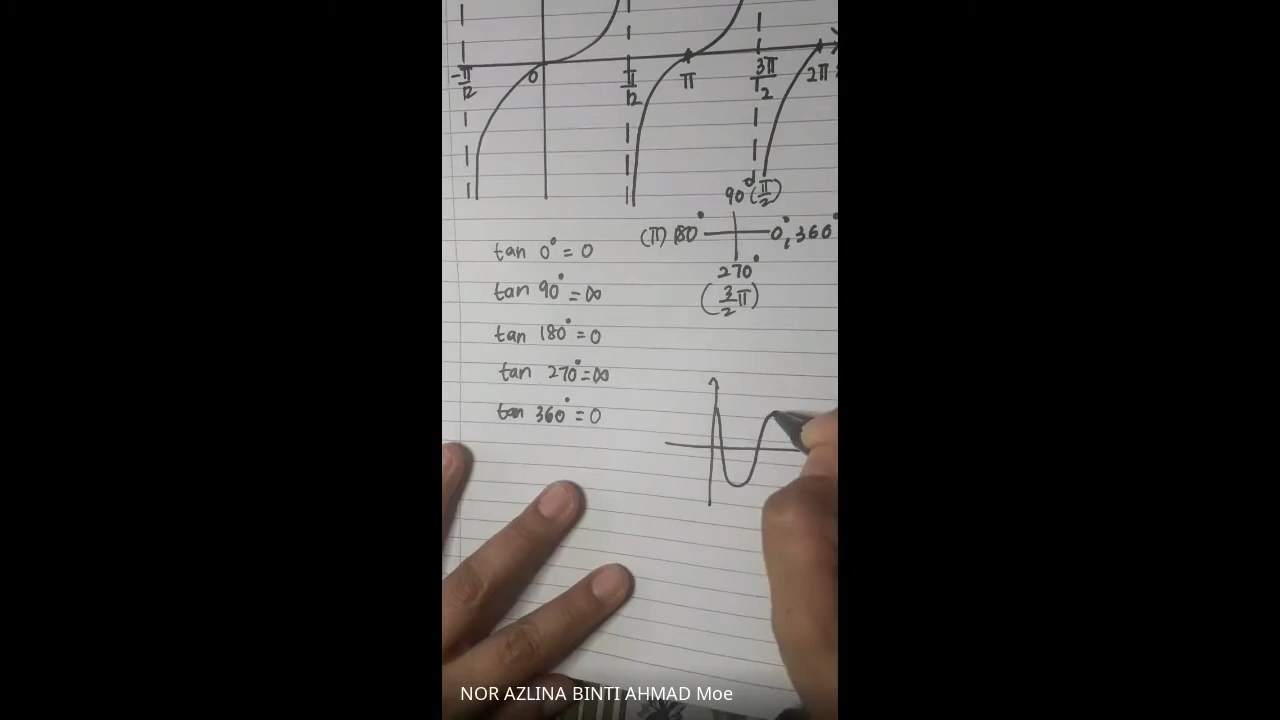 -π/2 0 π/2 π 3π/2 2π
90° (π/2)
(π) 180° 0°, 360°
270°
(3/2 π)
tan 0° = 0
tan 90° = ∞
tan 180° = 0
tan 270° = ∞
tan 360° = 0
NOR AZLINA BINTI AHMAD Moe